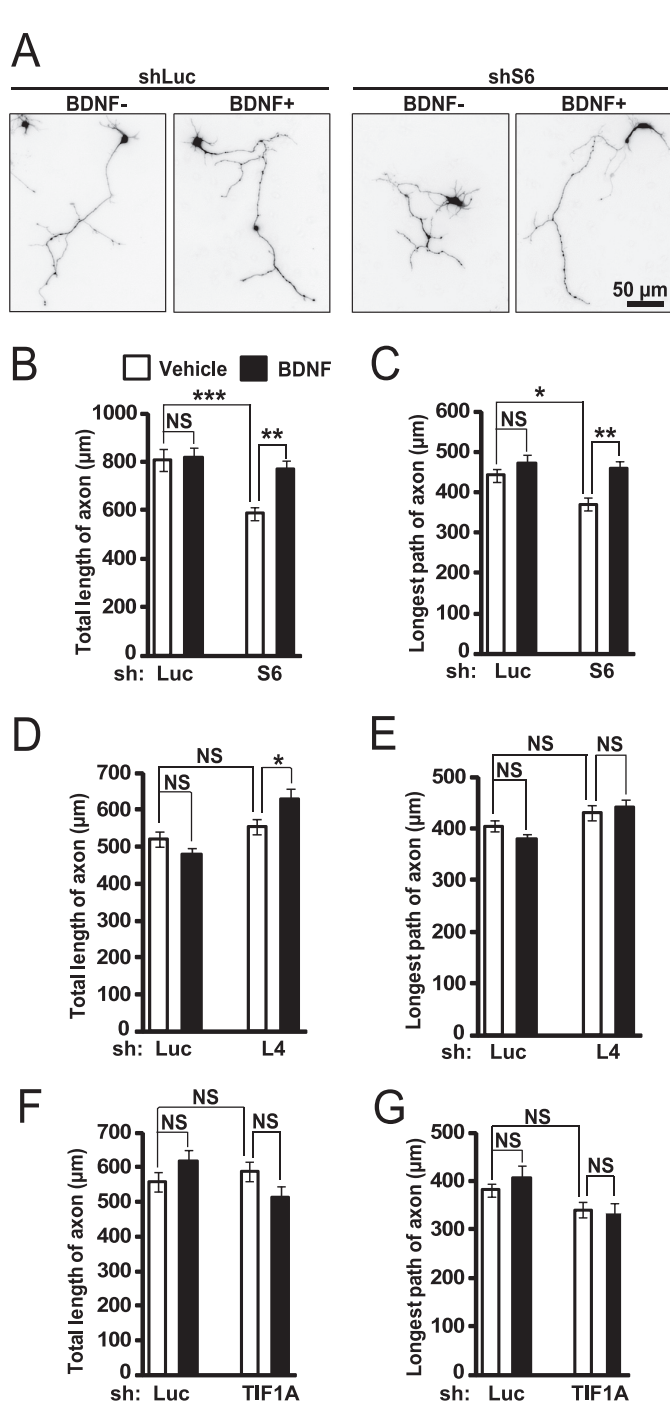 A
shLuc shS6
BDNF- BDNF+ BDNF- BDNF+
50 µm
B C
Vehicle BDNF
*** *
NS ** NS **
Total length of axon (µm)
1000
800
600
400
200
0
sh: Luc S6
Longest path of axon (µm)
600
500
400
300
200
100
0
sh: Luc S6
D E
NS NS
NS * NS NS
Total length of axon (µm)
700
600
500
400
300
200
100
0
sh: Luc L4
Longest path of axon (µm)
500
400
300
200
100
0
sh: Luc L4
F G
NS NS
NS NS NS NS
Total length of axon (µm)
700
600
500
400
300
200
100
0
sh: Luc TIF1A
Longest path of axon (µm)
500
400
300
200
100
0
sh: Luc TIF1A